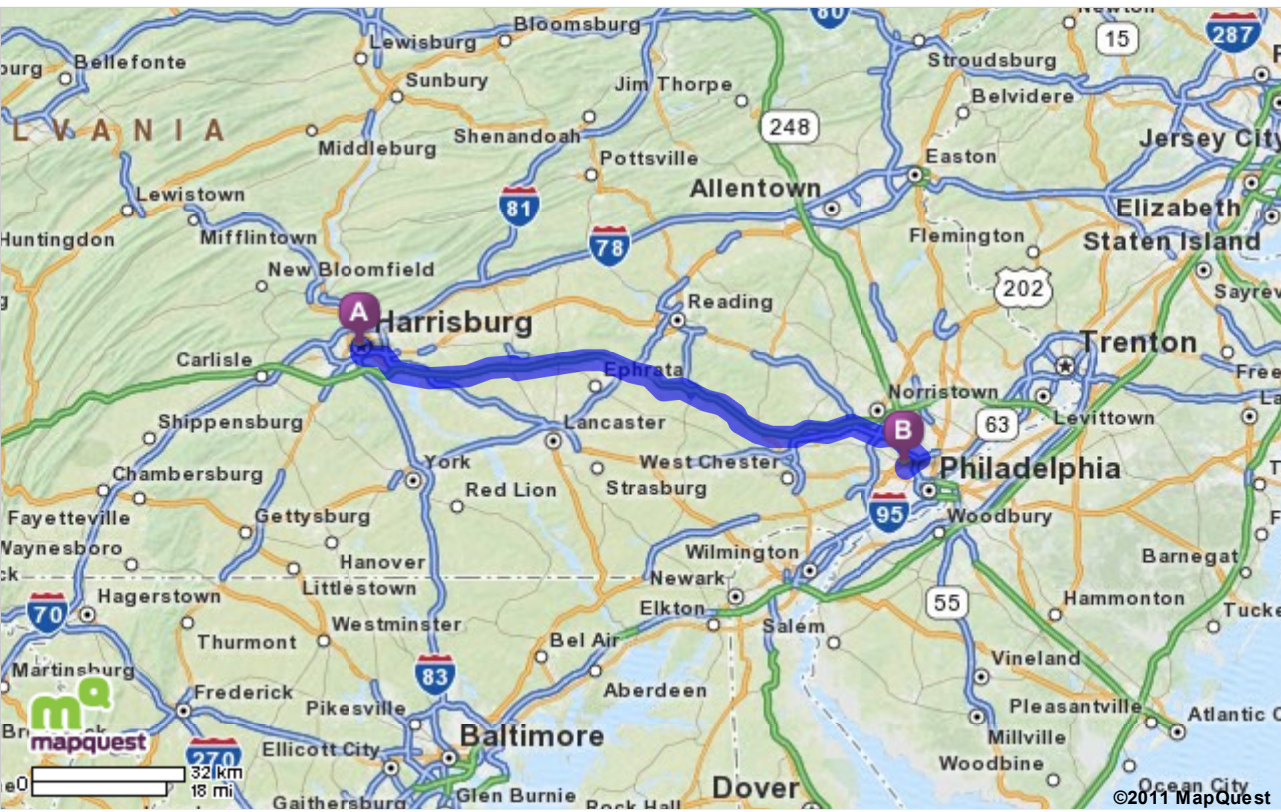 80
Newton
Bloomsburg
15
287
Lewisburg
Bellefonte
Stroudsburg
Sunbury
Jim Thorpe
Belvidere
LVANIA
248
Shenandoah
Jersey City
Middleburg
Pottsville
Easton
Allentown
Lewistown
81
Elizabeth
Huntingdon
Mifflintown
78
Flemington
Staten Island
New Bloomfield
202
Sayrev
A
Reading
Harrisburg
Trenton
Carlisle
Ephrata
Free
Norristown
Levittown
Shippensburg
Lancaster
63
B
York
West Chester
Philadelphia
Chambersburg
Red Lion
Strasburg
95
Fayetteville
Gettysburg
Woodbury
Waynesboro
Hanover
Wilmington
Barnegat
Littlestown
Newark
70
Hagerstown
Elkton
55
Hammonton
Tucke
Westminster
Salem
Thurmont
Bel Air
Martinsburg
83
Vineland
Frederick
Aberdeen
Pikesville
Pleasantville
Atlantic C
mapquest
Baltimore
Millville
270
Ellicott City
Woodbine
32 km
0
18 mi
Dover
Ocean City
Gaithersburg
Glen Burnie
Rock Hall
©2011 MapQuest